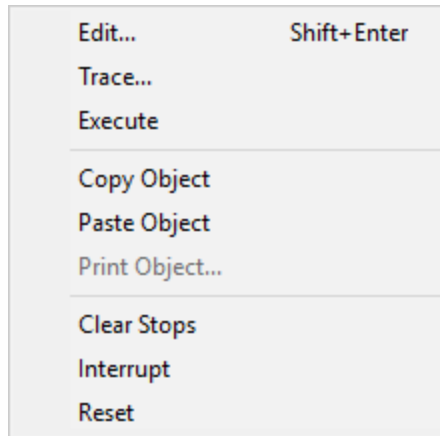 Edit... Shift+Enter
Trace...
Execute
Copy Object
Paste Object
Print Object...
Clear Stops
Interrupt
Reset